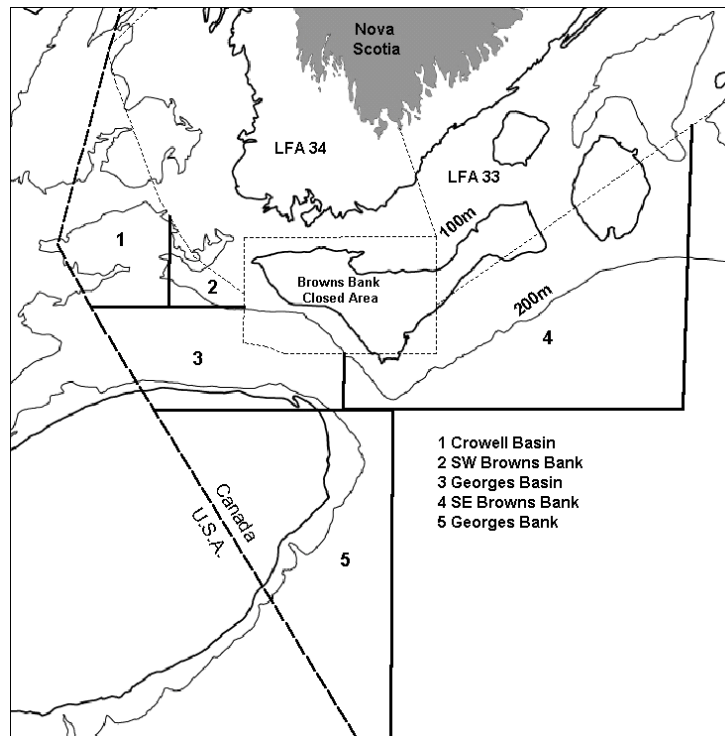 Nova
Scotia
LFA 34
LFA 33
100m
1
2
Browns Bank
Closed Area
200m
3
4
1 Crowell Basin
2 SW Browns Bank
3 Georges Basin
4 SE Browns Bank
5 Georges Bank
Canada
U.S.A.
5